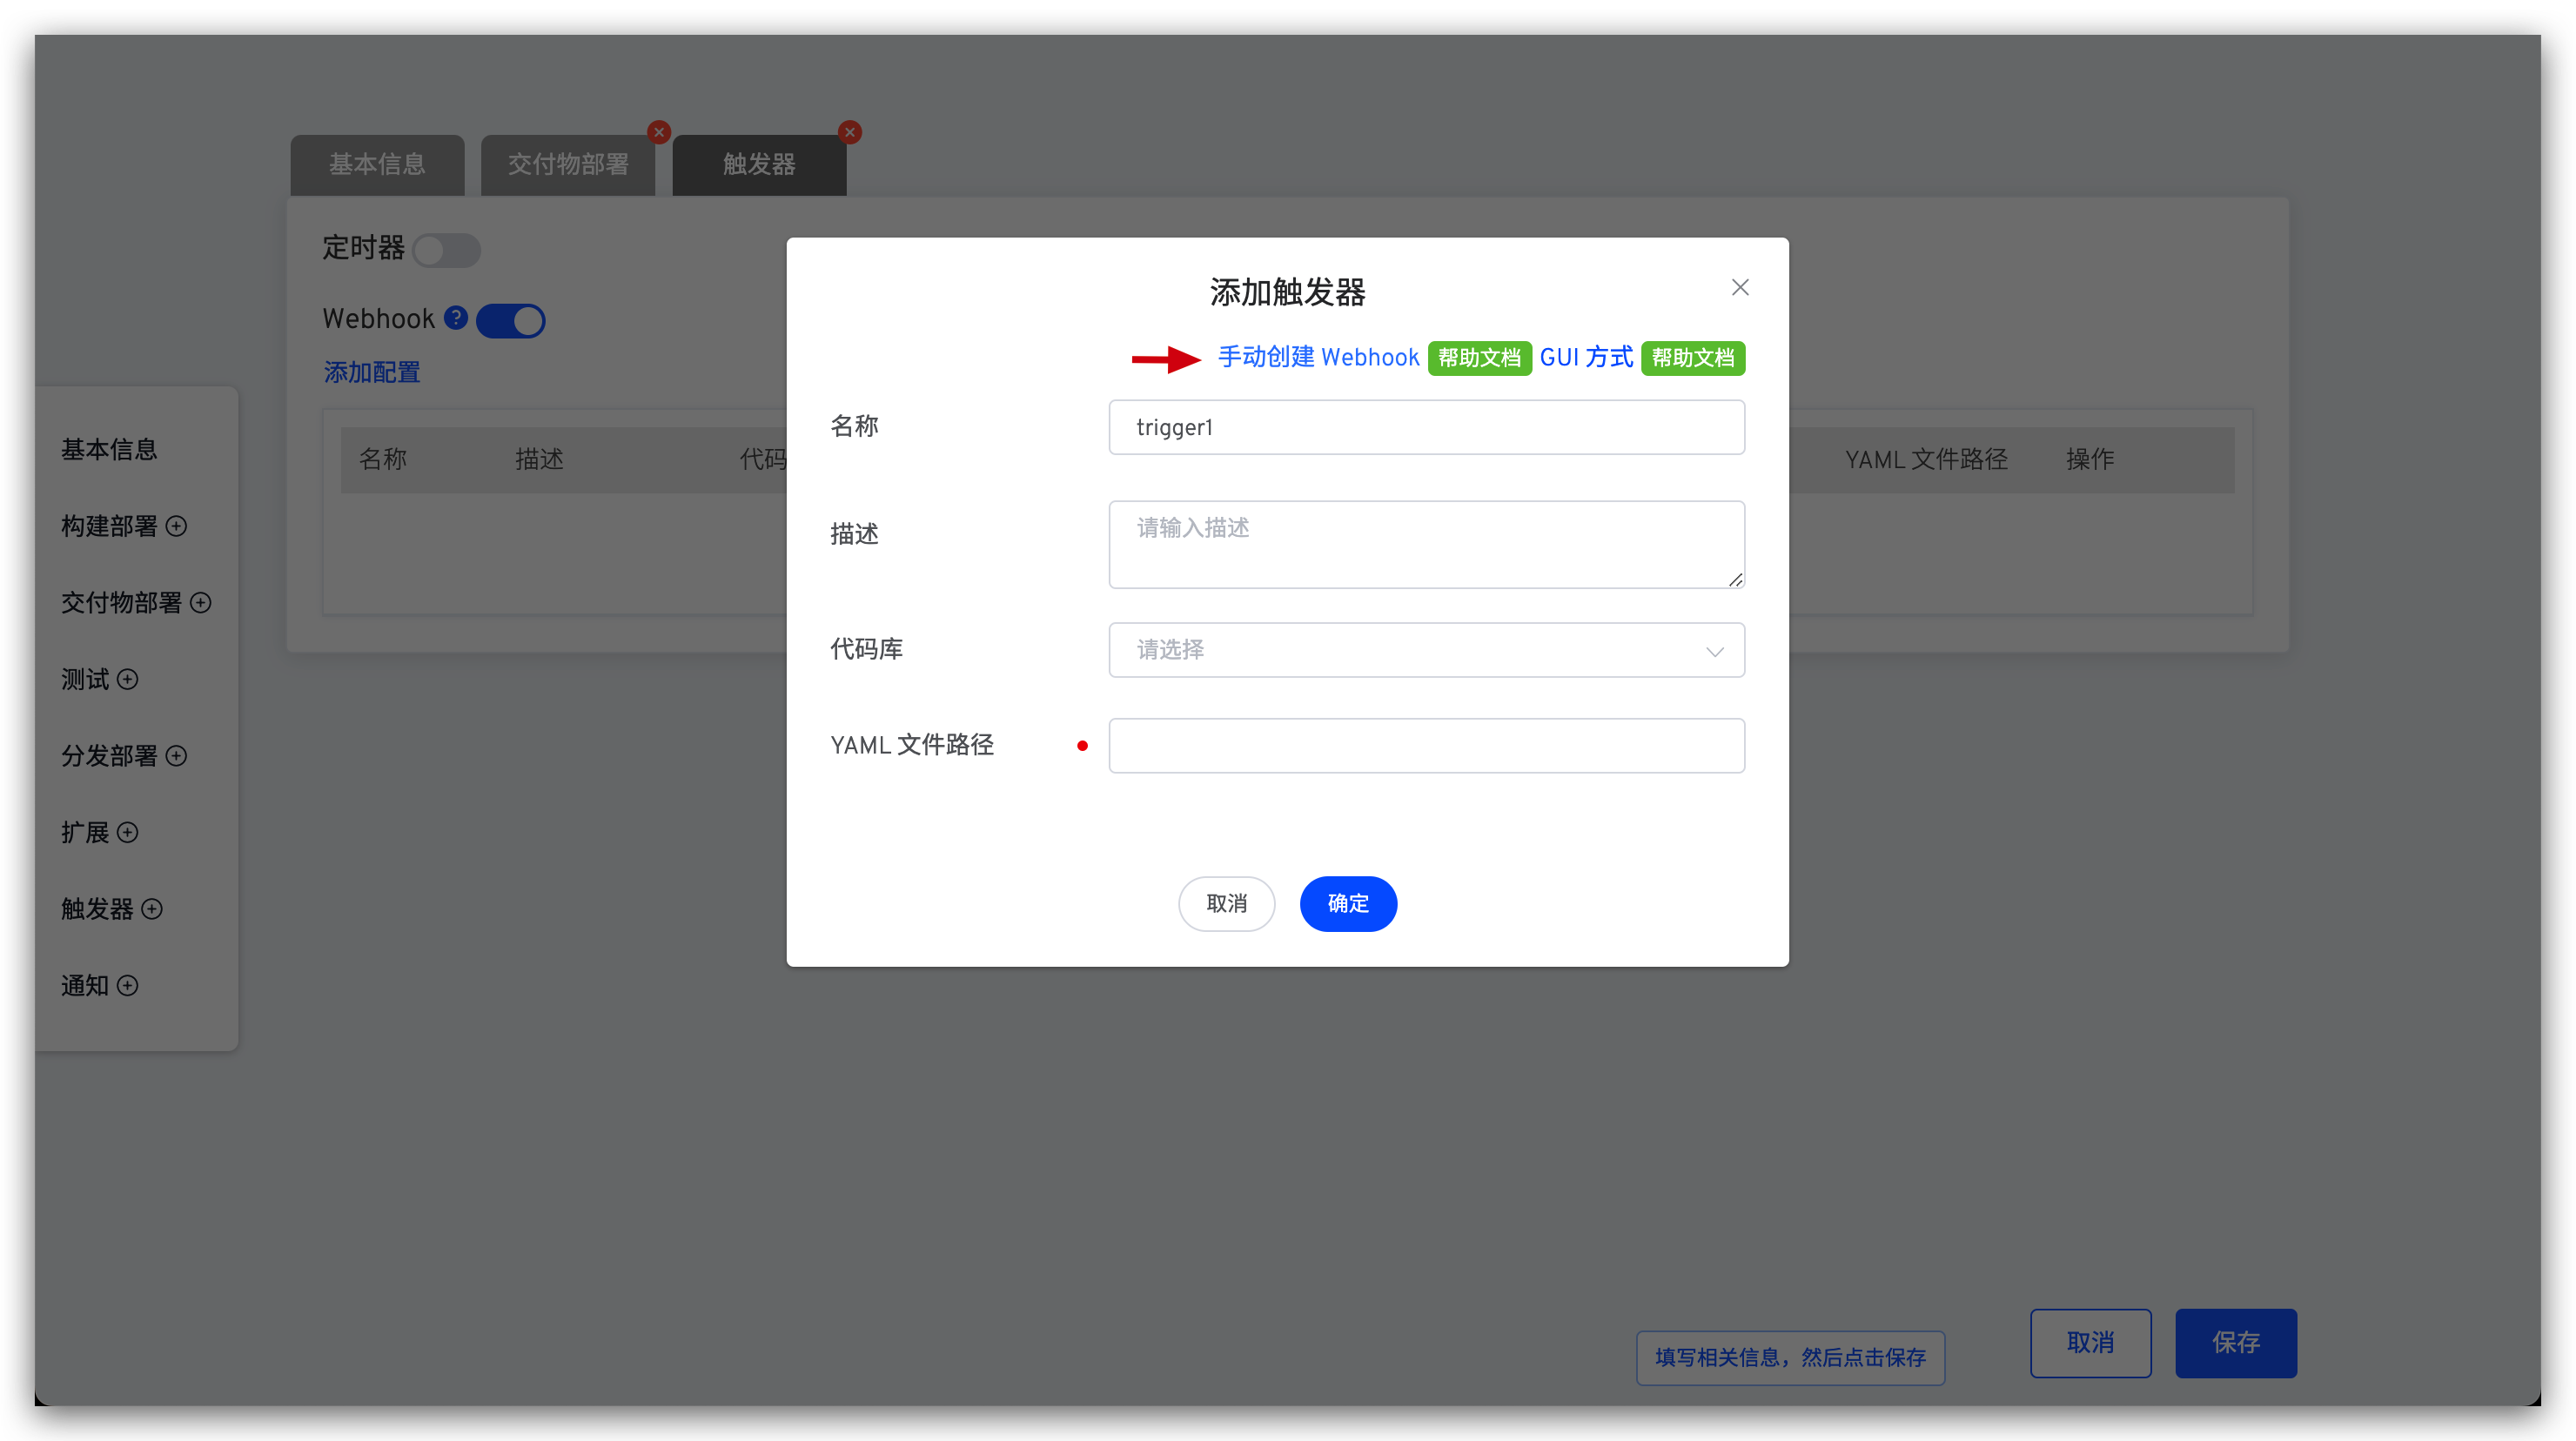 基本信息 交付物部署 触发器
定时器
Webhook
添加配置
名称 描述 代码 YAML 文件路径 操作
基本信息
构建部署
交付物部署
测试
分发部署
扩展
触发器
通知
添加触发器
手动创建 Webhook 帮助文档 GUI 方式 帮助文档
名称 trigger1
描述 请输入描述
代码库 请选择
YAML 文件路径
取消 确定
填写相关信息，然后点击保存 取消 保存